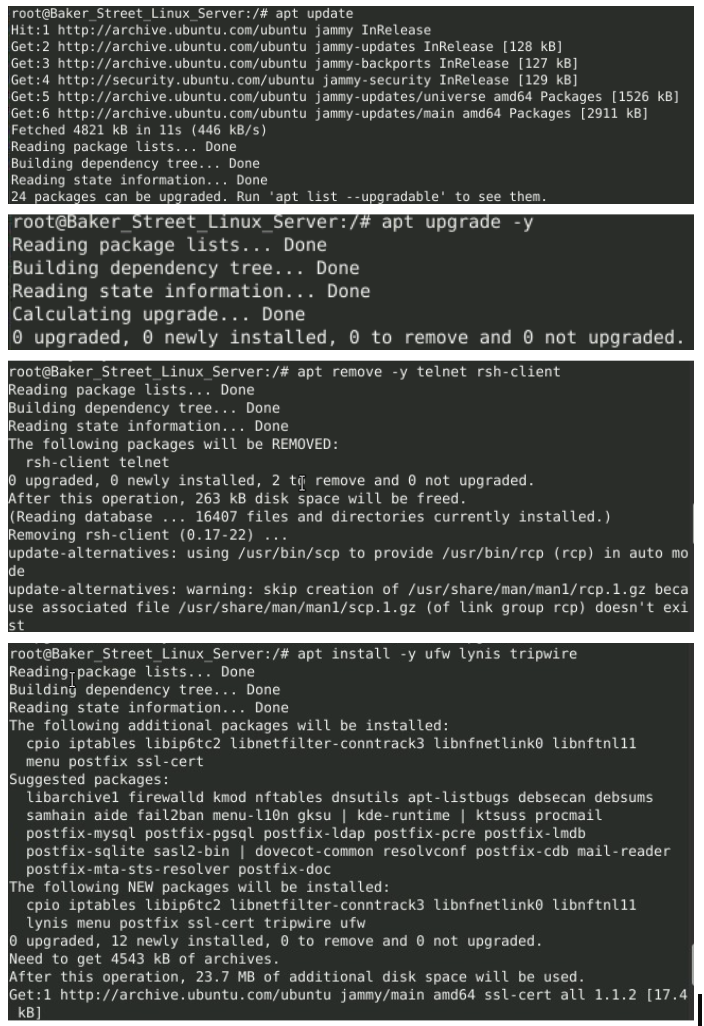 root@Baker_Street_Linux_Server:/# apt update
Hit:1 http://archive.ubuntu.com/ubuntu jammy InRelease
Get:2 http://archive.ubuntu.com/ubuntu jammy-updates InRelease [128 kB]
Get:3 http://archive.ubuntu.com/ubuntu jammy-backports InRelease [127 kB]
Get:4 http://security.ubuntu.com/ubuntu jammy-security InRelease [129 kB]
Get:5 http://archive.ubuntu.com/ubuntu jammy-updates/universe amd64 Packages [1526 kB]
Get:6 http://archive.ubuntu.com/ubuntu jammy-updates/main amd64 Packages [2911 kB]
Fetched 4821 kB in 11s (446 kB/s)
Reading package lists... Done
Building dependency tree... Done
Reading state information... Done
24 packages can be upgraded. Run 'apt list --upgradable' to see them.
root@Baker_Street_Linux_Server:/# apt upgrade -y
Reading package lists... Done
Building dependency tree... Done
Reading state information... Done
Calculating upgrade... Done
0 upgraded, 0 newly installed, 0 to remove and 0 not upgraded.
root@Baker_Street_Linux_Server:/# apt remove -y telnet rsh-client
Reading package lists... Done
Building dependency tree... Done
Reading state information... Done
The following packages will be REMOVED:
  rsh-client telnet
0 upgraded, 0 newly installed, 2 to remove and 0 not upgraded.
After this operation, 263 kB disk space will be freed.
(Reading database ... 16407 files and directories currently installed.)
Removing rsh-client (0.17-22) ...
update-alternatives: using /usr/bin/scp to provide /usr/bin/rcp (rcp) in auto mo
de
update-alternatives: warning: skip creation of /usr/share/man/man1/rcp.1.gz beca
use associated file /usr/share/man/man1/scp.1.gz (of link group rcp) doesn't exi
st
root@Baker_Street_Linux_Server:/# apt install -y ufw lynis tripwire
Reading package lists... Done
Building dependency tree... Done
Reading state information... Done
The following additional packages will be installed:
  cpio iptables libip6tc2 libnetfilter-conntrack3 libnfnetlink0 libnftnl11
  menu postfix ssl-cert
Suggested packages:
  libarchive1 firewalld kmod nftables dnsutils apt-listbugs debsecan debsums
  samhain aide fail2ban menu-l10n gksu | kde-runtime | ktsuss procmail
  postfix-mysql postfix-pgsql postfix-ldap postfix-pcre postfix-lmdb
  postfix-sqlite sasl2-bin | dovecot-common resolvconf postfix-cdb mail-reader
  postfix-mta-sts-resolver postfix-doc
The following NEW packages will be installed:
  cpio iptables libip6tc2 libnetfilter-conntrack3 libnfnetlink0 libnftnl11
  lynis menu postfix ssl-cert tripwire ufw
0 upgraded, 12 newly installed, 0 to remove and 0 not upgraded.
Need to get 4543 kB of archives.
After this operation, 23.7 MB of additional disk space will be used.
Get:1 http://archive.ubuntu.com/ubuntu jammy/main amd64 ssl-cert all 1.1.2 [17.4
 kB]